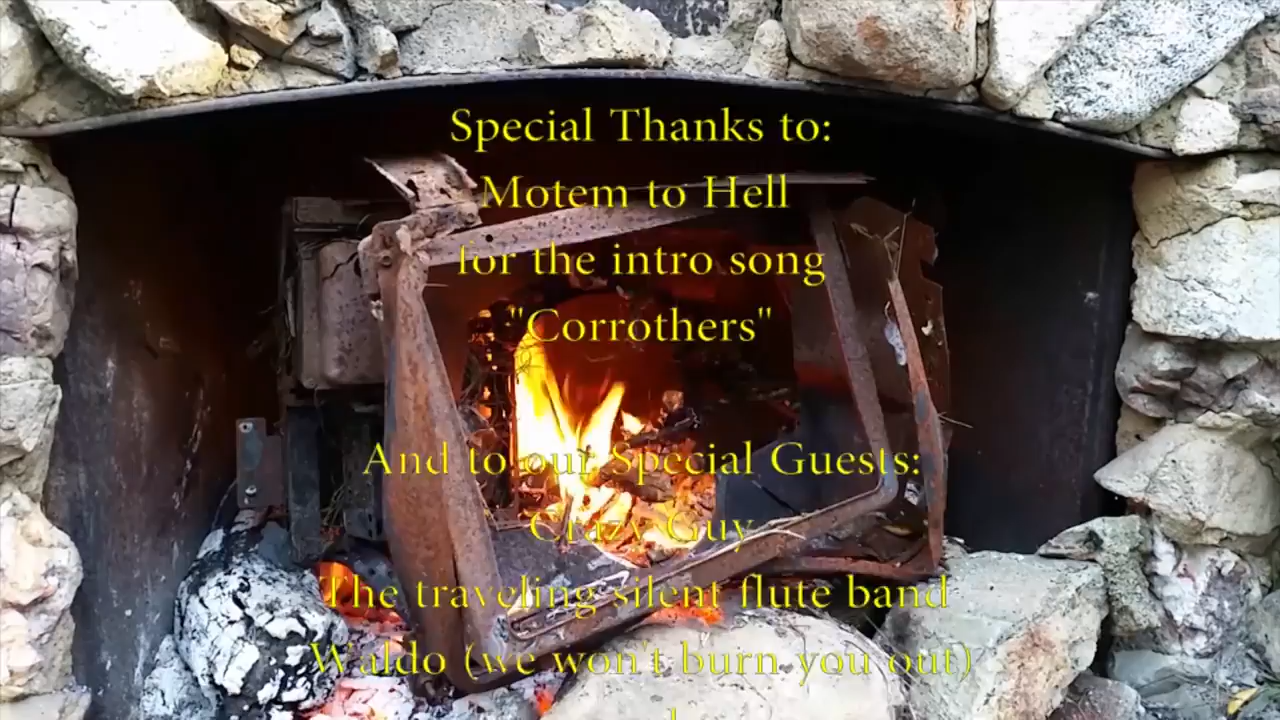 Special Thanks to:
Motem to Hell
for the intro song
"Corrothers"
And to our Special Guests:
Crazy Guy
The traveling silent flute band
Waldo (we won't burn you out)